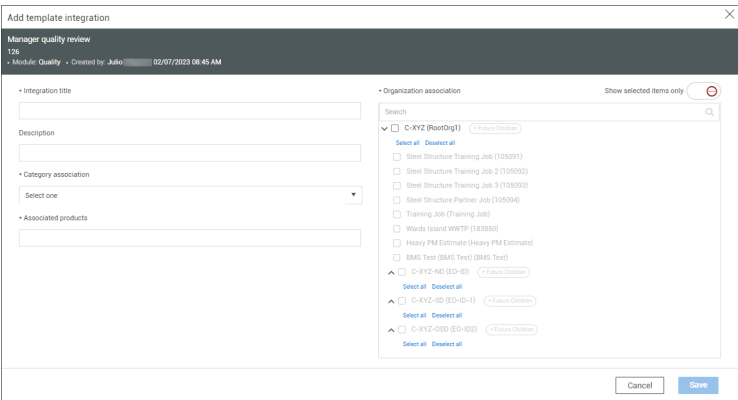 Add template integration
Manager quality review
126
• Module: Quality • Created by: Julio 02/07/2023 08:45 AM
• Integration title
Description
• Category association
Select one
• Associated products
• Organization association
Show selected items only
Search
C-XYZ (RootOrg1) + Future Children
Select all Deselect all
Steel Structure Training Job (105091)
Steel Structure Training Job 2 (105092)
Steel Structure Training Job 3 (105093)
Steel Structure Partner Job (105094)
Training Job (Training Job)
Wards Island WWTP (183850)
Heavy PM Estimate (Heavy PM Estimate)
BMS Test (BMS Test) (BMS Test)
C-XYZ-ND (EO-ID) + Future Children
Select all Deselect all
C-XYZ-SD (EO-ID-1) + Future Children
Select all Deselect all
C-XYZ-OSD (EO-ID2) + Future Children
Select all Deselect all
Cancel
Save